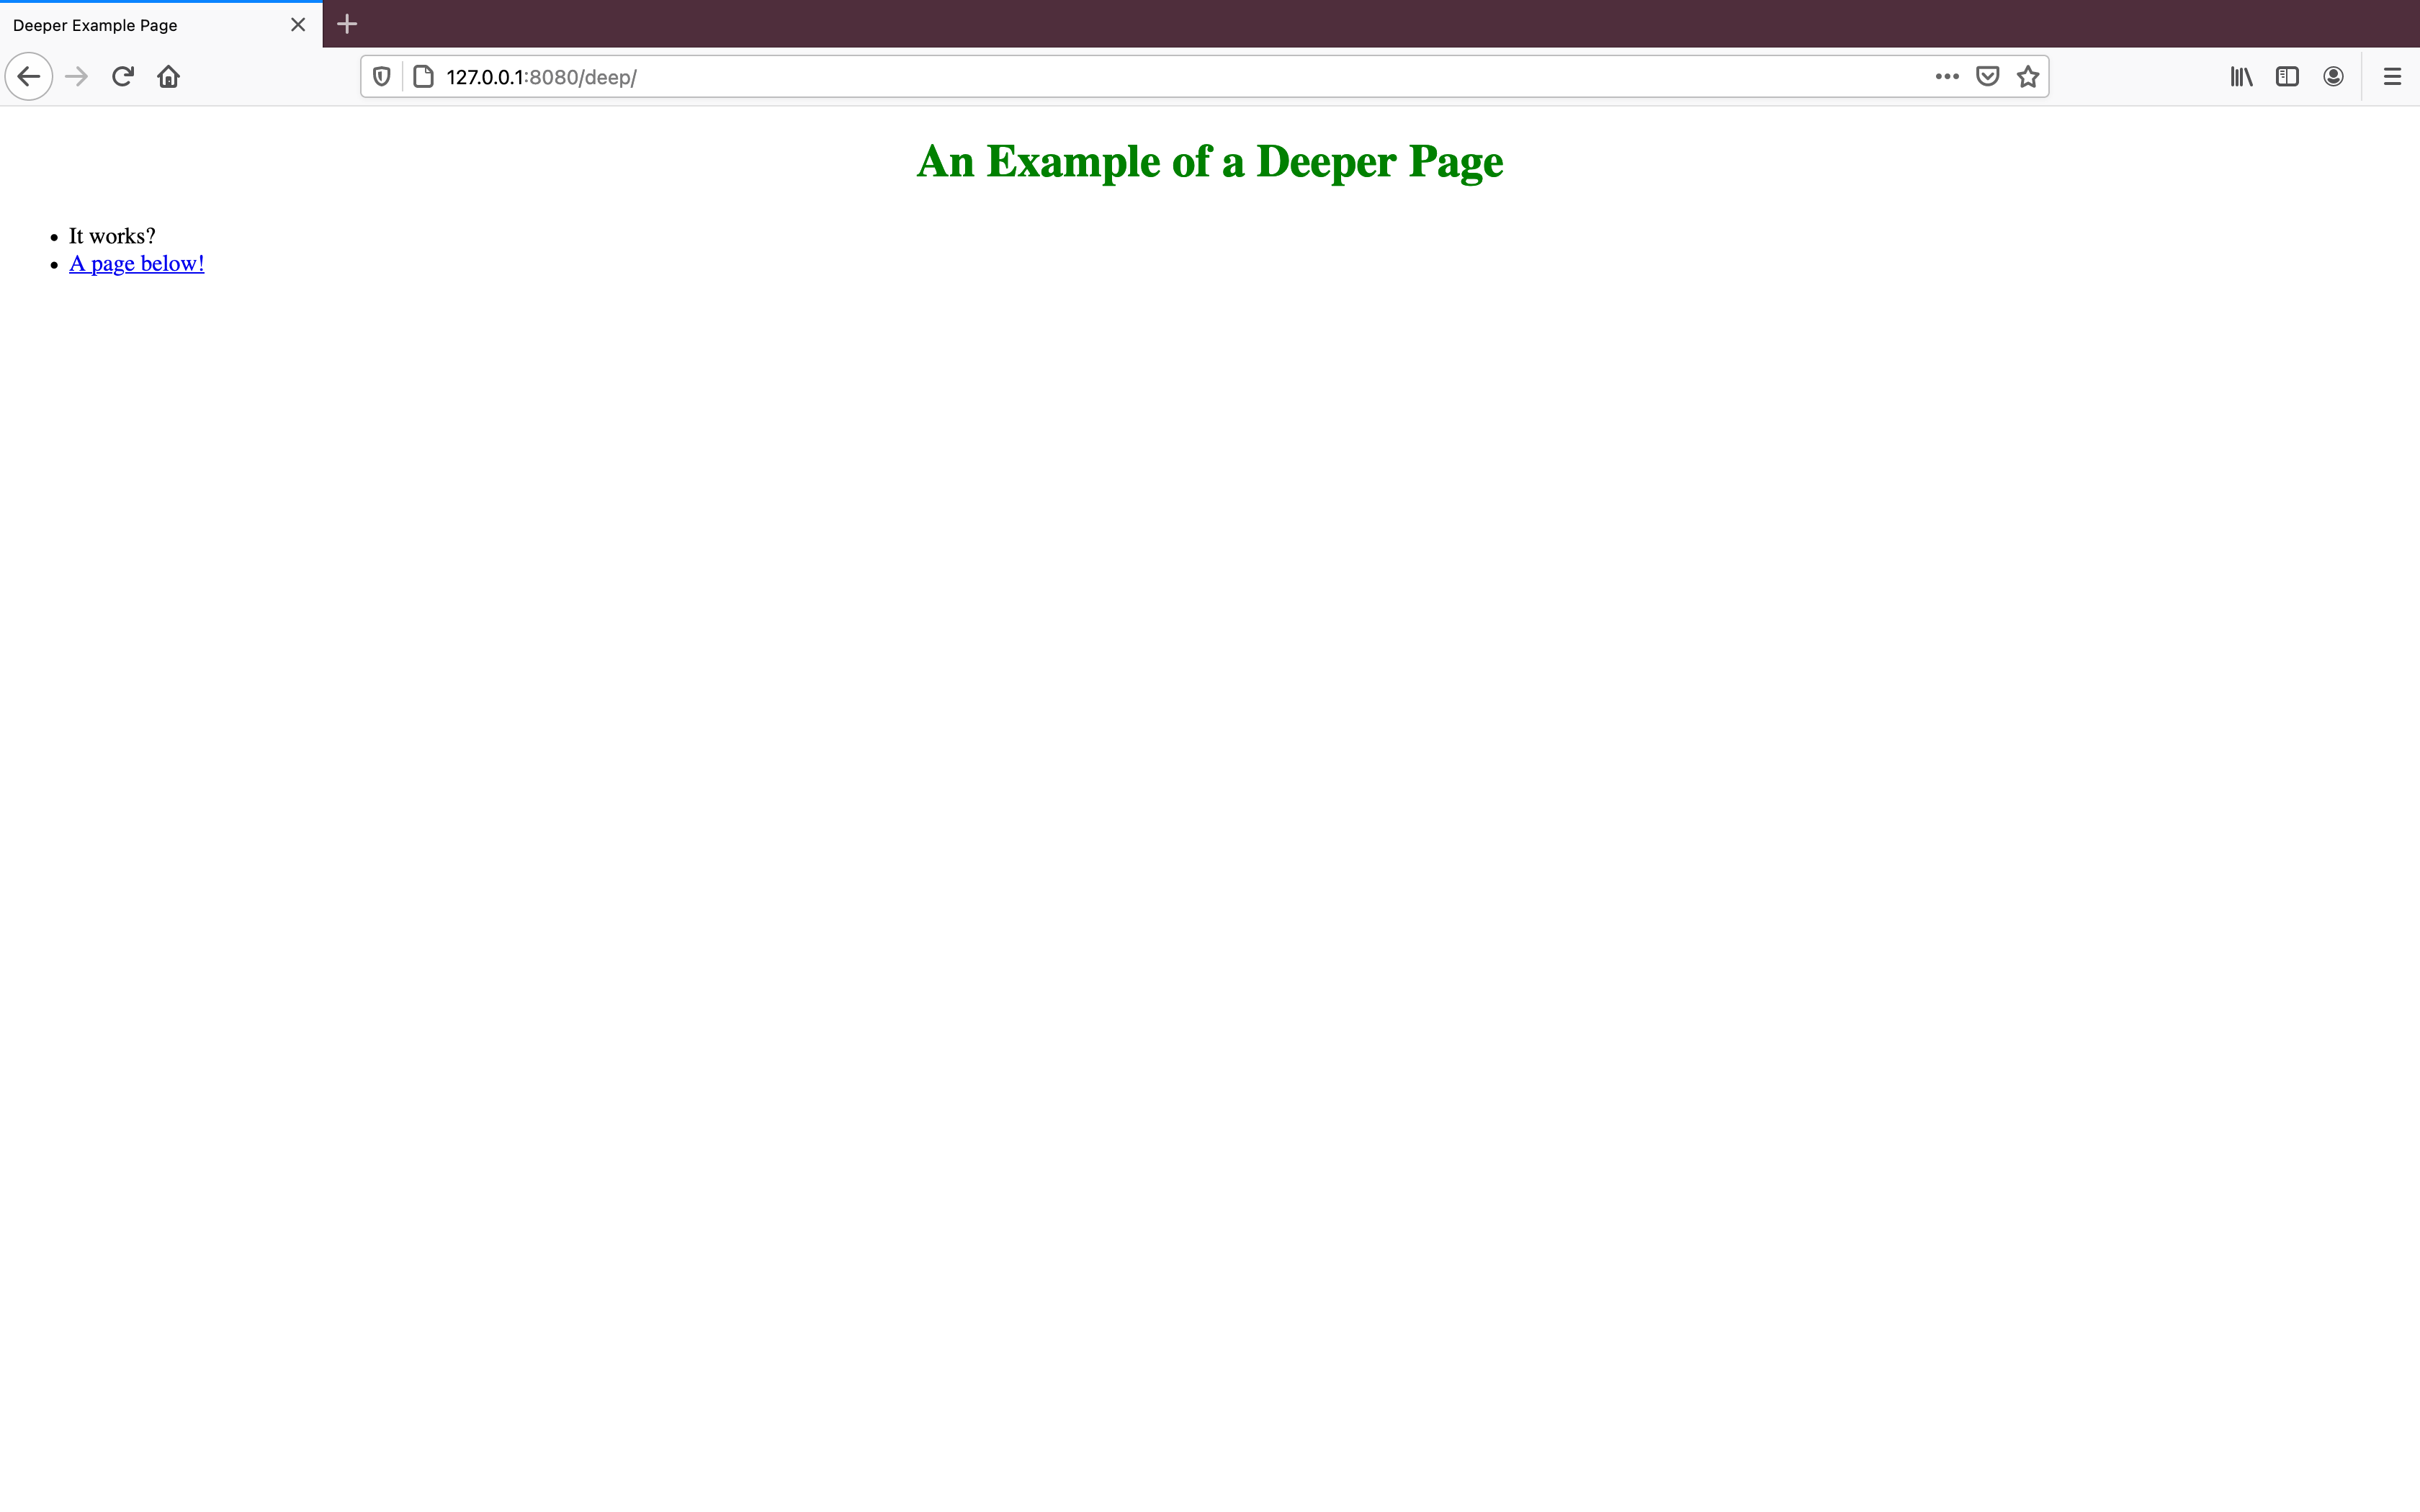 Deeper Example Page
127.0.0.1:8080/deep/
An Example of a Deeper Page
It works?
A page below!